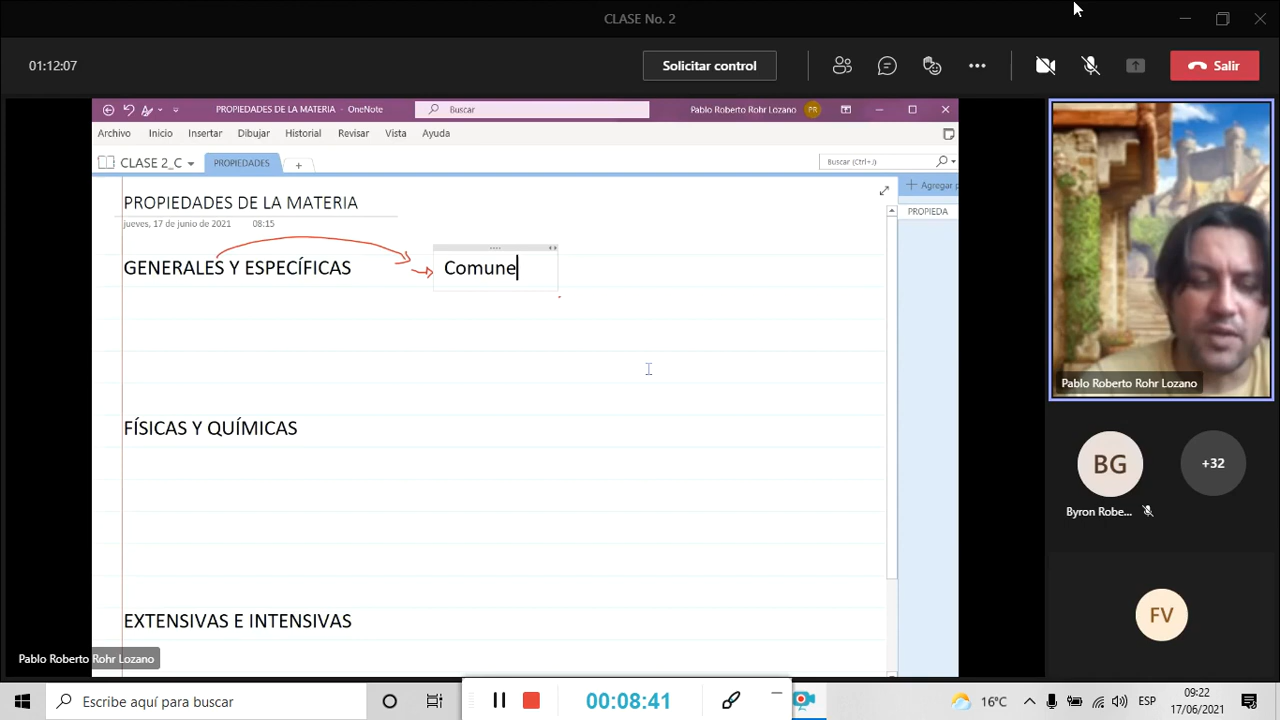 CLASE No. 2
01:12:07
Solicitar control
Salir
PROPIEDADES DE LA MATERIA - OneNote
Buscar
Pablo Roberto Rohr Lozano
PR
Archivo Inicio Insertar Dibujar Historial Revisar Vista Ayuda
CLASE 2_C
PROPIEDADES
Buscar (Ctrl+/)
Agregar p
PROPIEDA
PROPIEDADES DE LA MATERIA
jueves, 17 de junio de 2021 08:15
GENERALES Y ESPECÍFICAS
Comune
FÍSICAS Y QUÍMICAS
EXTENSIVAS E INTENSIVAS
Pablo Roberto Rohr Lozano
Pablo Roberto Rohr Lozano
BG
+32
Byron Robe...
FV
Escribe aquí para buscar
00:08:41
16°C
ESP
09:22
17/06/2021